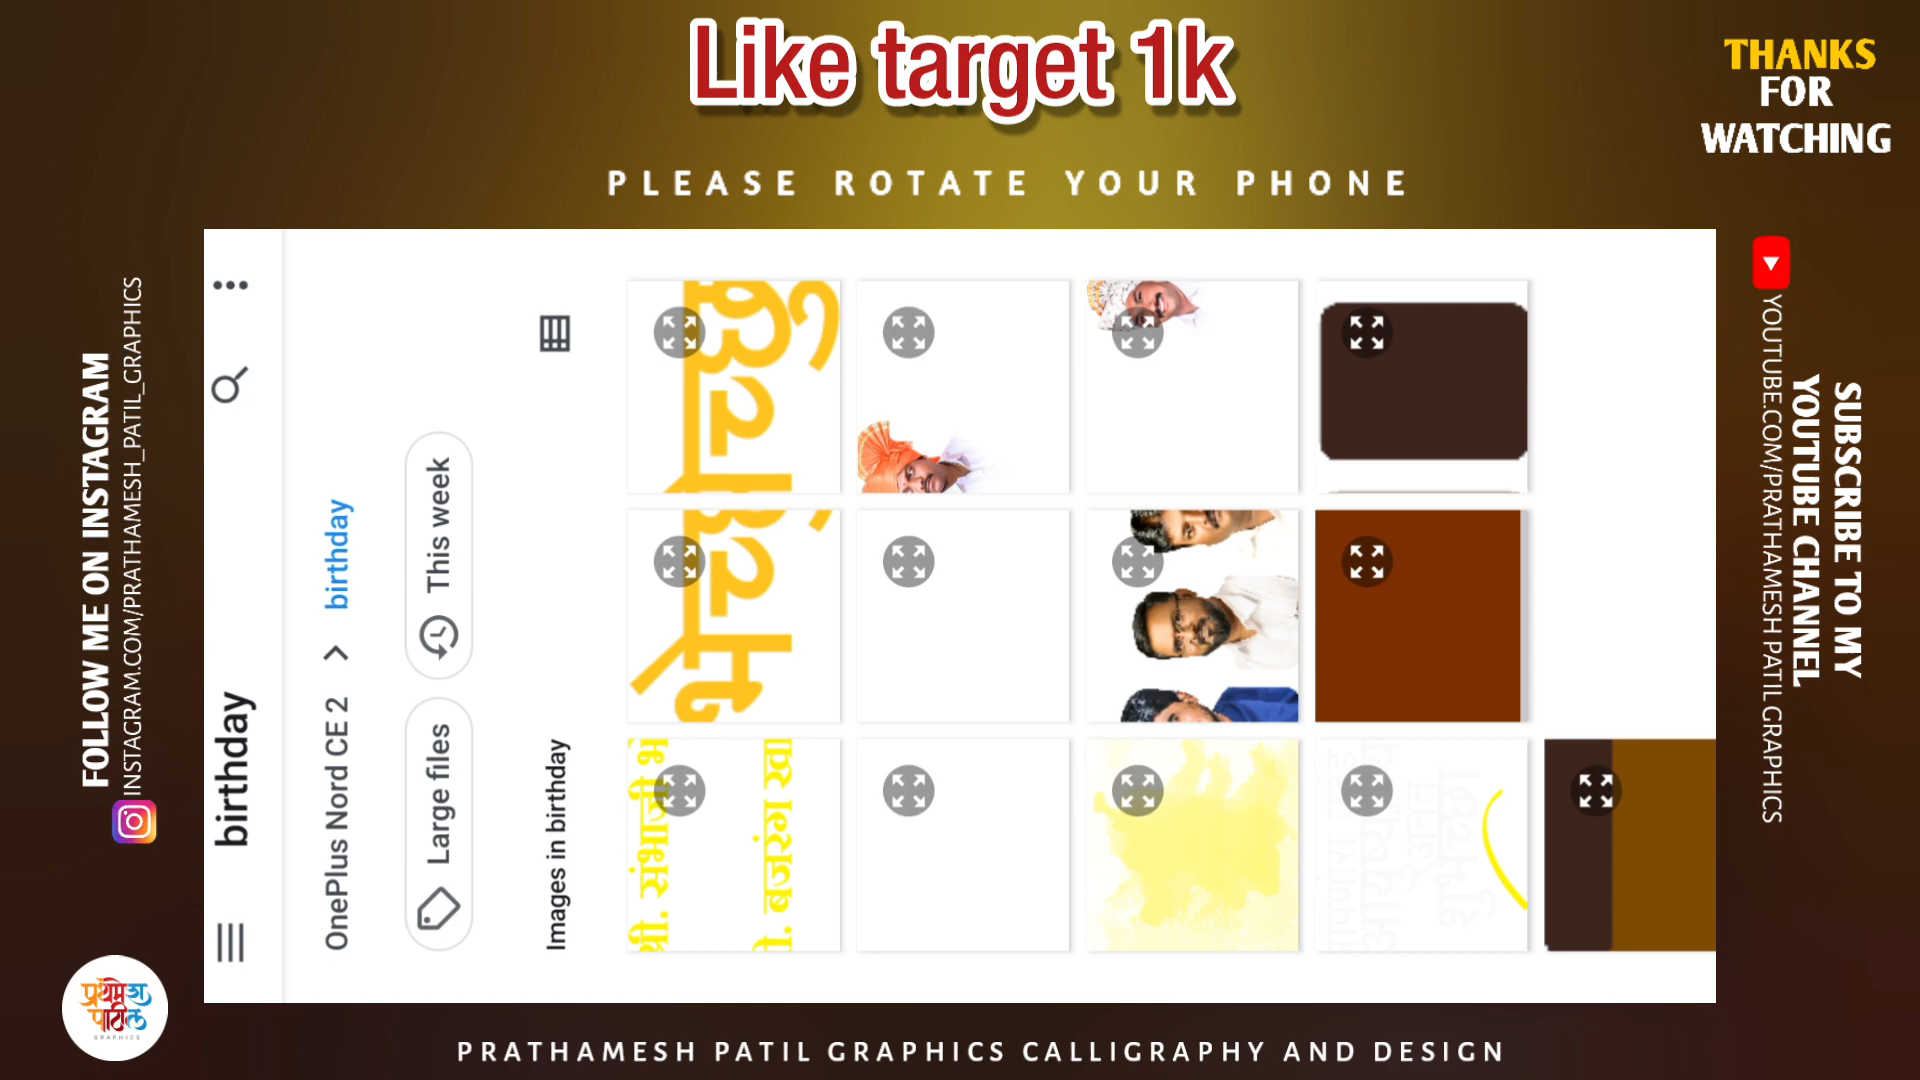 Like target 1k
THANKS
FOR
WATCHING
PLEASE ROTATE YOUR PHONE
FOLLOW ME ON INSTAGRAM
INSTAGRAM.COM/PRATHAMESH_PATIL_GRAPHICS
birthday
OnePlus Nord CE 2 > birthday
Large files
This week
Images in birthday
SUBSCRIBE TO MY
YOUTUBE CHANNEL
YOUTUBE.COM/PRATHAMESH PATIL GRAPHICS
प्रथमेश
पाटील
GRAPHICS
PRATHAMESH PATIL GRAPHICS CALLIGRAPHY AND DESIGN